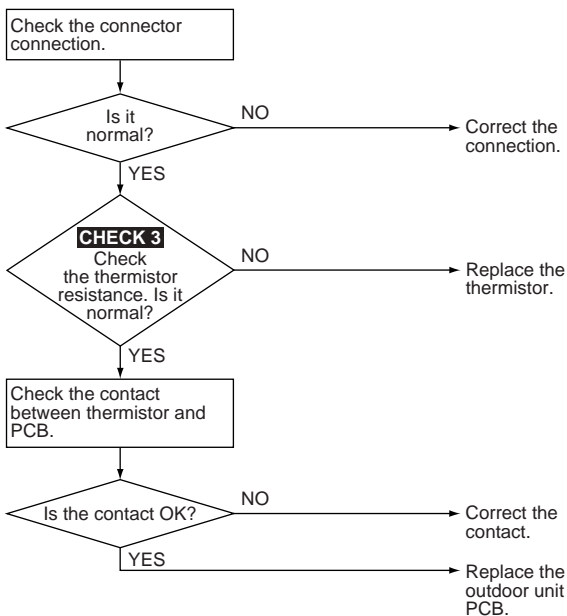 Check the connector
connection.
Is it
normal?
NO
Correct the
connection.
YES
CHECK 3
Check
the thermistor
resistance. Is it
normal?
NO
Replace the
thermistor.
YES
Check the contact
between thermistor and
PCB.
Is the contact OK?
NO
Correct the
contact.
YES
Replace the
outdoor unit
PCB.